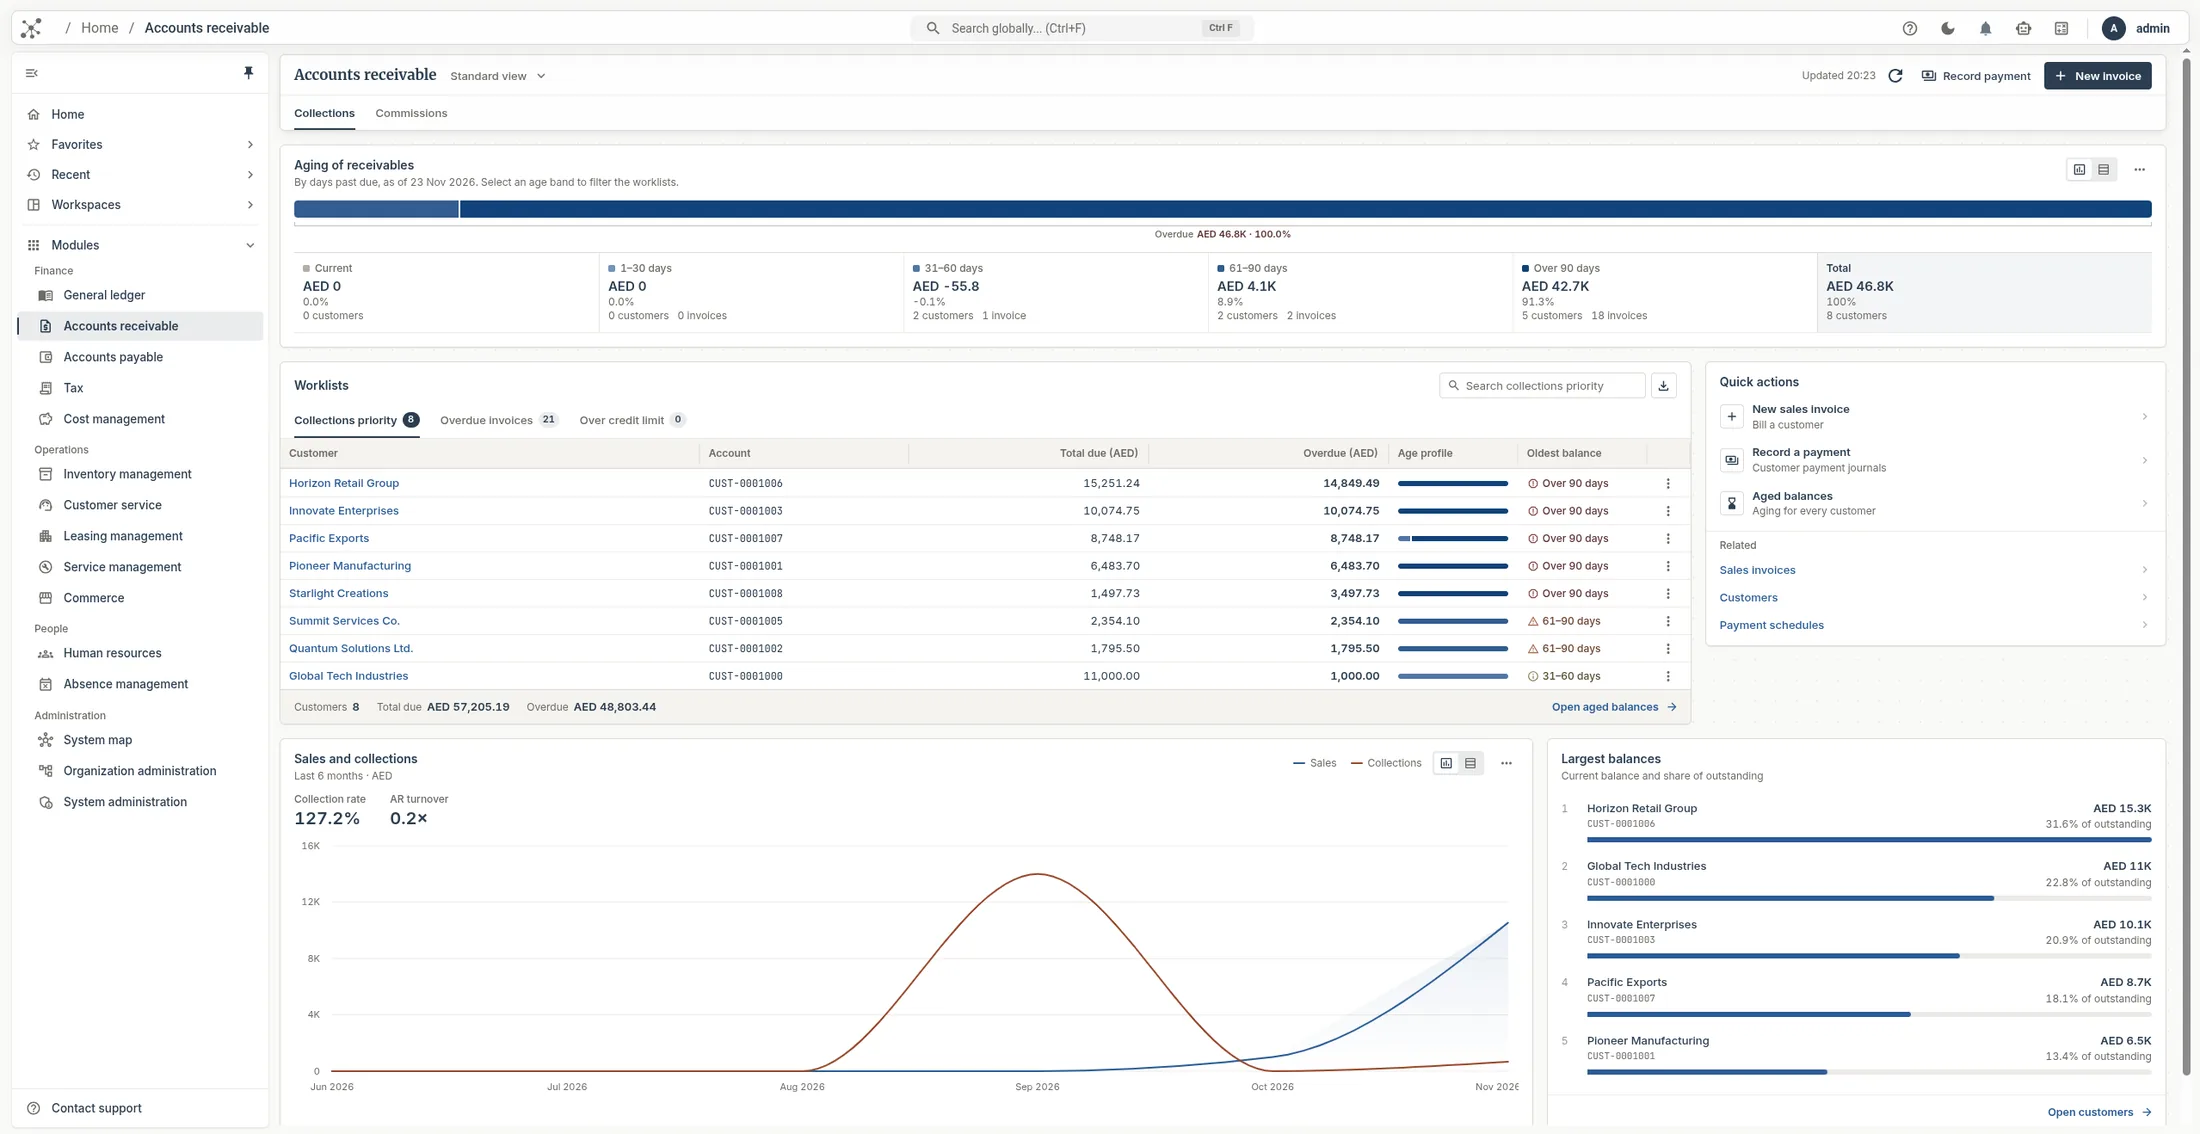 / Home / Accounts receivable
Search globally... (Ctrl+F) Ctrl F
A admin
Home
Favorites
Recent
Workspaces
Modules
Finance
General ledger
Accounts receivable
Accounts payable
Tax
Cost management
Operations
Inventory management
Customer service
Leasing management
Service management
Commerce
People
Human resources
Absence management
Administration
System map
Organization administration
System administration
Contact support
Accounts receivable Standard view
Updated 20:23 Record payment + New invoice
Collections Commissions
Aging of receivables
By days past due, as of 23 Nov 2026. Select an age band to filter the worklists.
Overdue AED 46.8K · 100.0%
Current
AED 0
0.0%
0 customers
1–30 days
AED 0
0.0%
0 customers 0 invoices
31–60 days
AED -55.8
-0.1%
2 customers 1 invoice
61–90 days
AED 4.1K
8.9%
2 customers 2 invoices
Over 90 days
AED 42.7K
91.3%
5 customers 18 invoices
Total
AED 46.8K
100%
8 customers
Worklists
Search collections priority
Collections priority 8 Overdue invoices 21 Over credit limit 0
Customer Account Total due (AED) Overdue (AED) Age profile Oldest balance
Horizon Retail Group CUST-0001006 15,251.24 14,849.49 Over 90 days
Innovate Enterprises CUST-0001003 10,074.75 10,074.75 Over 90 days
Pacific Exports CUST-0001007 8,748.17 8,748.17 Over 90 days
Pioneer Manufacturing CUST-0001001 6,483.70 6,483.70 Over 90 days
Starlight Creations CUST-0001008 1,497.73 3,497.73 Over 90 days
Summit Services Co. CUST-0001005 2,354.10 2,354.10 61–90 days
Quantum Solutions Ltd. CUST-0001002 1,795.50 1,795.50 61–90 days
Global Tech Industries CUST-0001000 11,000.00 1,000.00 31–60 days
Customers 8 Total due AED 57,205.19 Overdue AED 48,803.44
Open aged balances
Quick actions
New sales invoice
Bill a customer
Record a payment
Customer payment journals
Aged balances
Aging for every customer
Related
Sales invoices
Customers
Payment schedules
Sales and collections
Last 6 months · AED
Sales Collections
Collection rate
127.2%
AR turnover
0.2×
16K
12K
8K
4K
0
Jun 2026 Jul 2026 Aug 2026 Sep 2026 Oct 2026 Nov 2026
Largest balances
Current balance and share of outstanding
1 Horizon Retail Group AED 15.3K
CUST-0001006 31.6% of outstanding
2 Global Tech Industries AED 11K
CUST-0001000 22.8% of outstanding
3 Innovate Enterprises AED 10.1K
CUST-0001003 20.9% of outstanding
4 Pacific Exports AED 8.7K
CUST-0001007 18.1% of outstanding
5 Pioneer Manufacturing AED 6.5K
CUST-0001001 13.4% of outstanding
Open customers